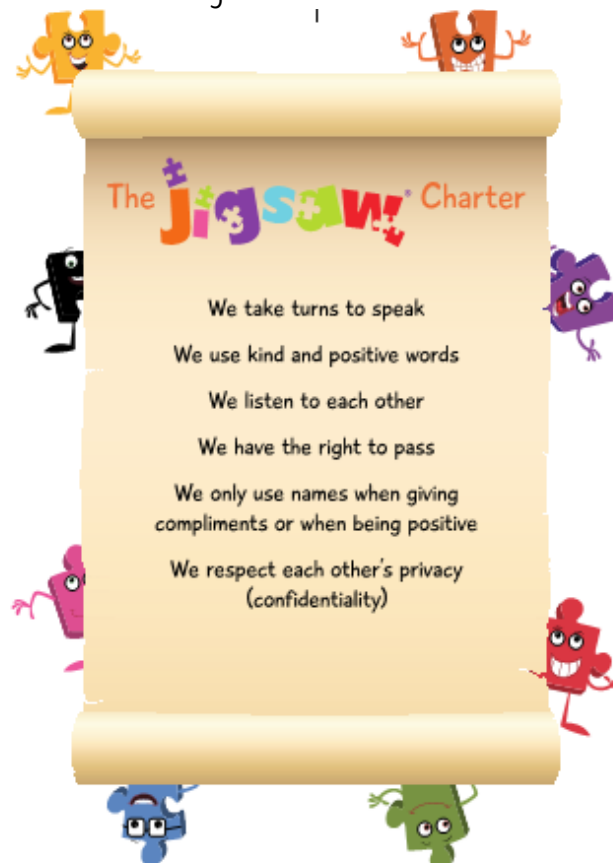 The jigsaw® Charter
We take turns to speak
We use kind and positive words
We listen to each other
We have the right to pass
We only use names when giving
compliments or when being positive
We respect each other's privacy
(confidentiality)